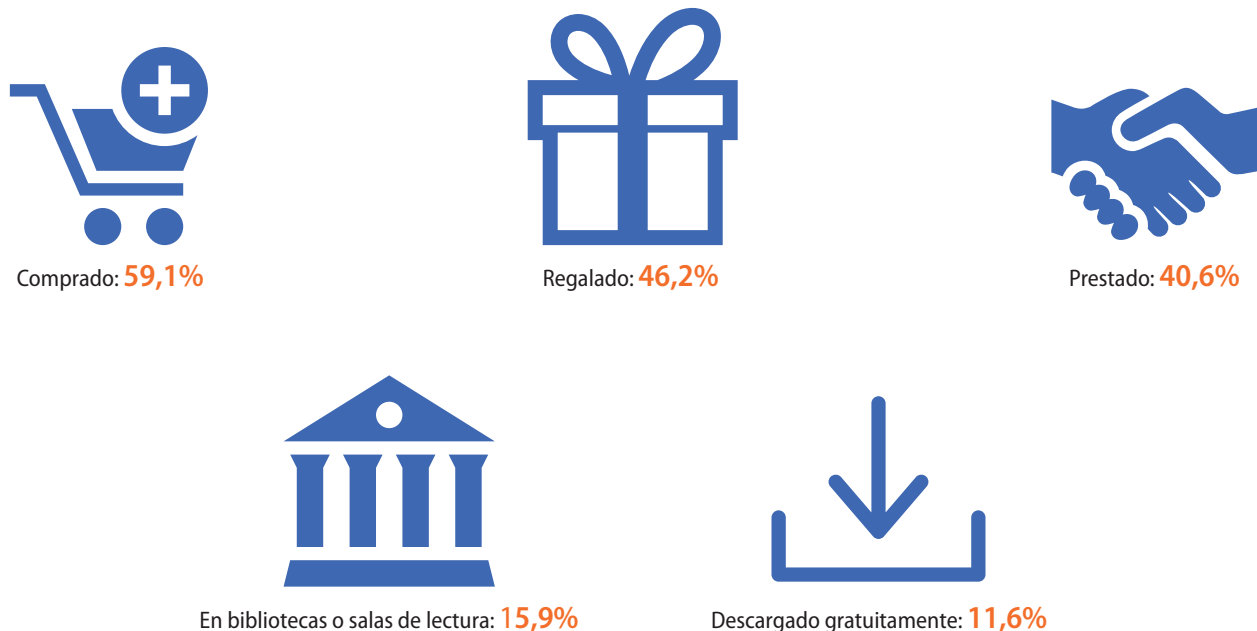 Comprado: 59,1%
Regalado: 46,2%
Prestado: 40,6%
En bibliotecas o salas de lectura: 15,9%
Descargado gratuitamente: 11,6%